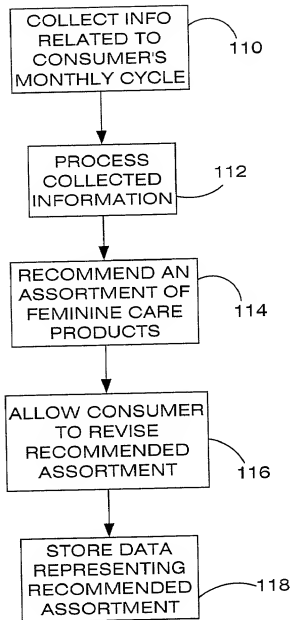 COLLECT INFO
RELATED TO
CONSUMER'S
MONTHLY CYCLE
110
PROCESS
COLLECTED
INFORMATION
112
RECOMMEND AN
ASSORTMENT OF
FEMININE CARE
PRODUCTS
114
ALLOW CONSUMER
TO REVISE
RECOMMENDED
ASSORTMENT
116
STORE DATA
REPRESENTING
RECOMMENDED
ASSORTMENT
118